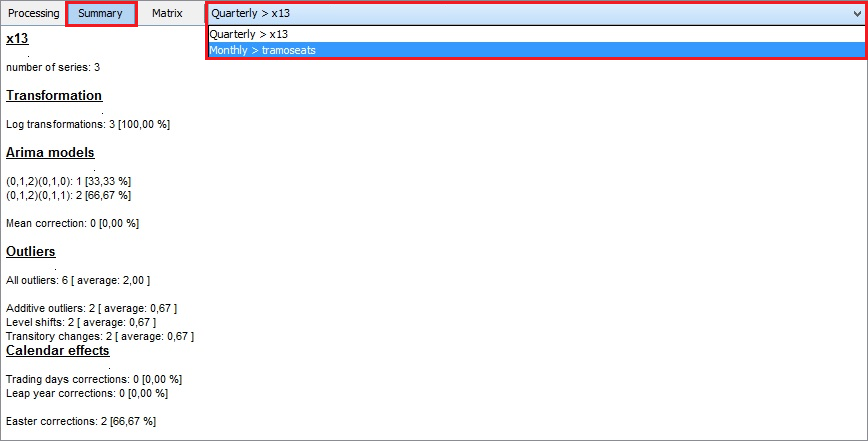 Processing Summary Matrix Quarterly > x13
Quarterly > x13
Monthly > tramoseats
x13
number of series: 3
Transformation
Log transformations: 3 [100,00 %]
Arima models
(0,1,2)(0,1,0): 1 [33,33 %]
(0,1,2)(0,1,1): 2 [66,67 %]
Mean correction: 0 [0,00 %]
Outliers
All outliers: 6 [ average: 2,00 ]
Additive outliers: 2 [ average: 0,67 ]
Level shifts: 2 [ average: 0,67 ]
Transitory changes: 2 [ average: 0,67 ]
Calendar effects
Trading days corrections: 0 [0,00 %]
Leap year corrections: 0 [0,00 %]
Easter corrections: 2 [66,67 %]